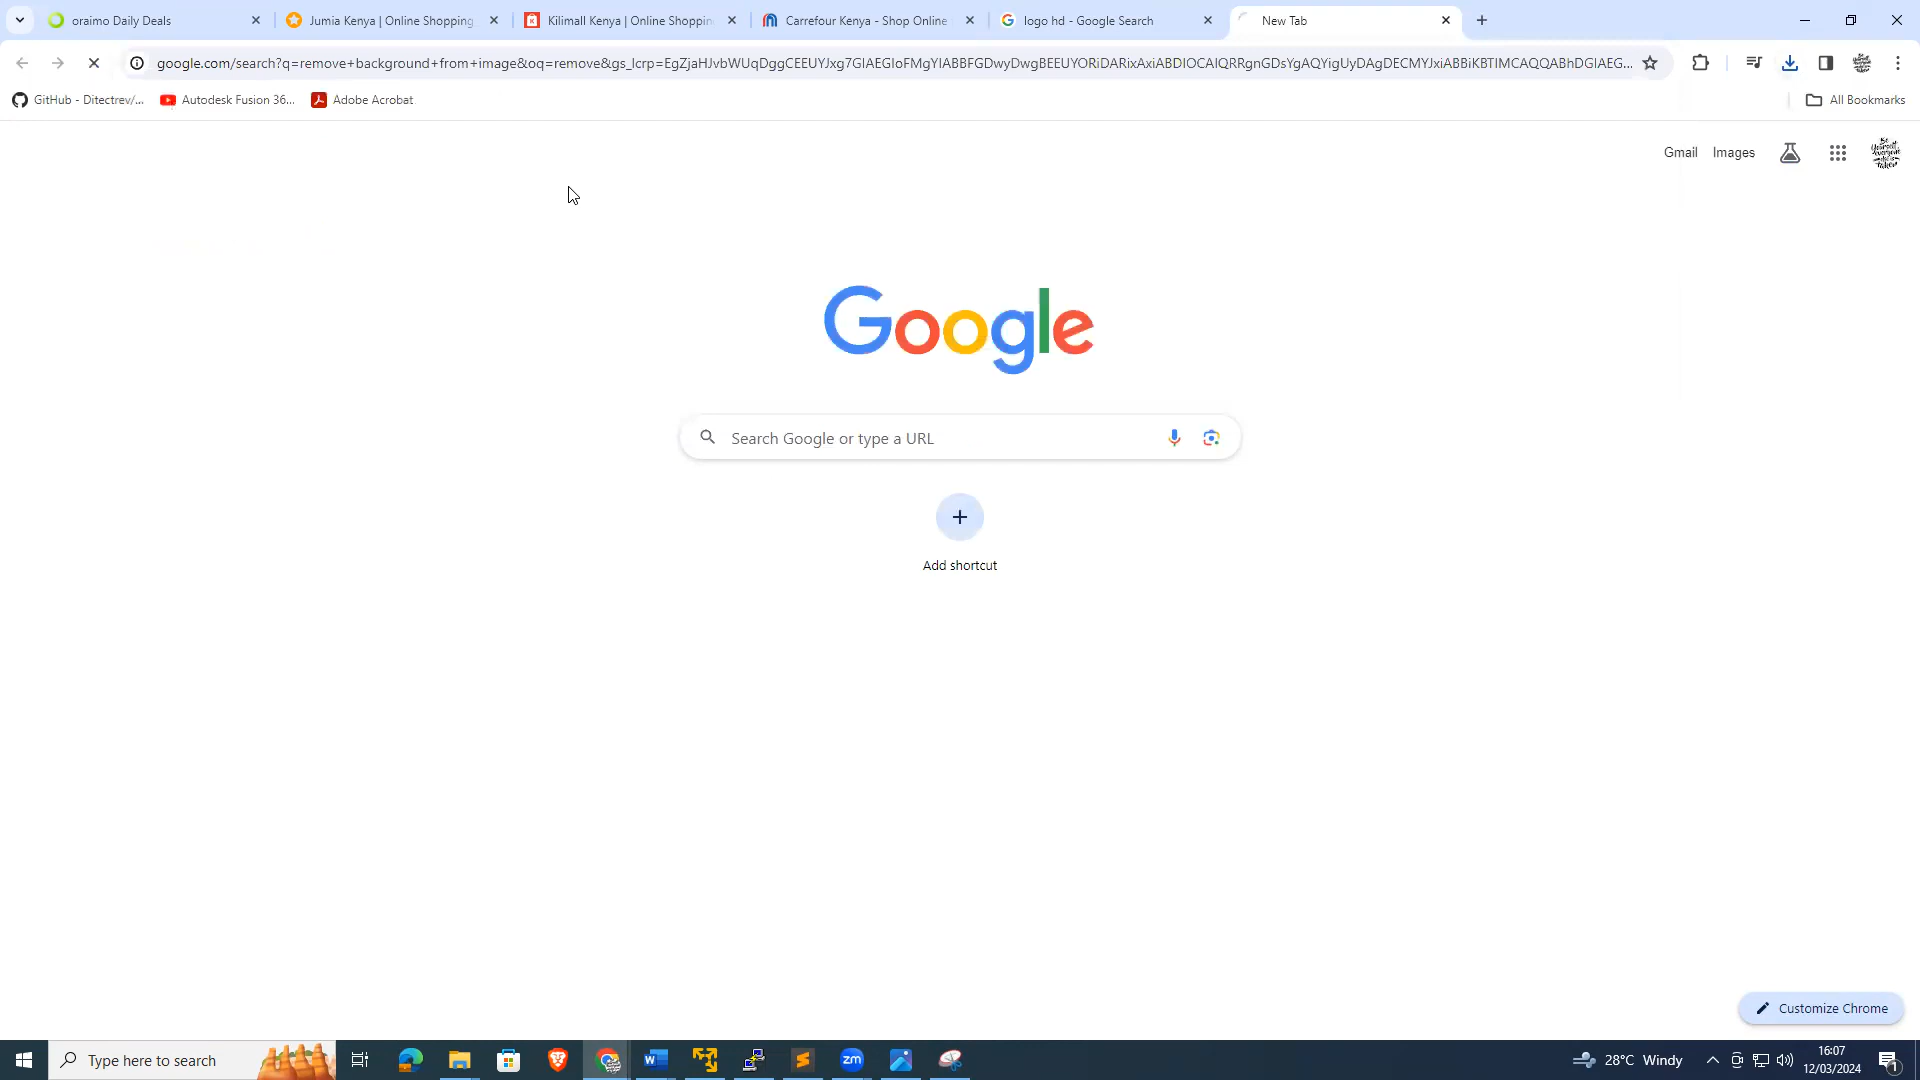 oraimo Daily Deals
Jumia Kenya | Online Shopping
Kilimall Kenya | Online Shoppin
Carrefour Kenya - Shop Online
logo hd - Google Search
New Tab
google.com/search?q=remove+background+from+image&oq=remove&gs_lcrp=EgZjaHJvbWUqDggCEEUYJxg7GIAEGIoFMgYIABBFGDwyDwgBEEUYORiDARixAxiABDIOCAIQRRgnGDsYgAQYigUyDAgDECMYJxiABBiKBTIMCAQQABhDGIAEG...
GitHub - Ditectrev/...
Autodesk Fusion 36...
Adobe Acrobat
All Bookmarks
Gmail
Images
Google
Search Google or type a URL
Add shortcut
Customize Chrome
Type here to search
zm
28°C Windy
16:07
12/03/2024
1